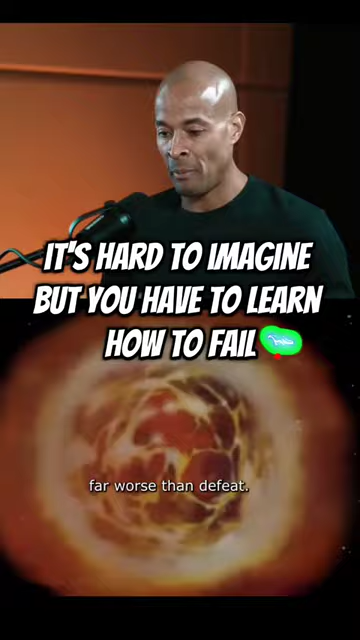 IT'S HARD TO IMAGINE
BUT YOU HAVE TO LEARN
HOW TO FAIL
far worse than defeat.